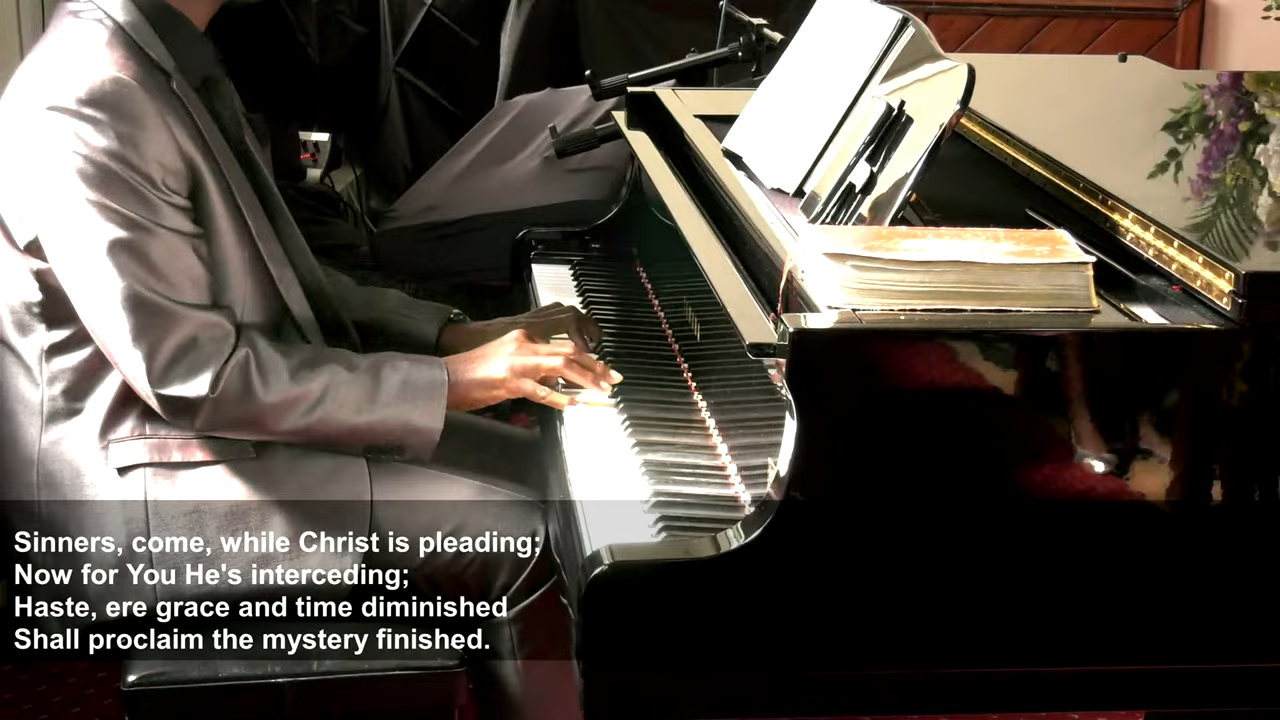 Sinners, come, while Christ is pleading;
Now for You He's interceding;
Haste, ere grace and time diminished
Shall proclaim the mystery finished.